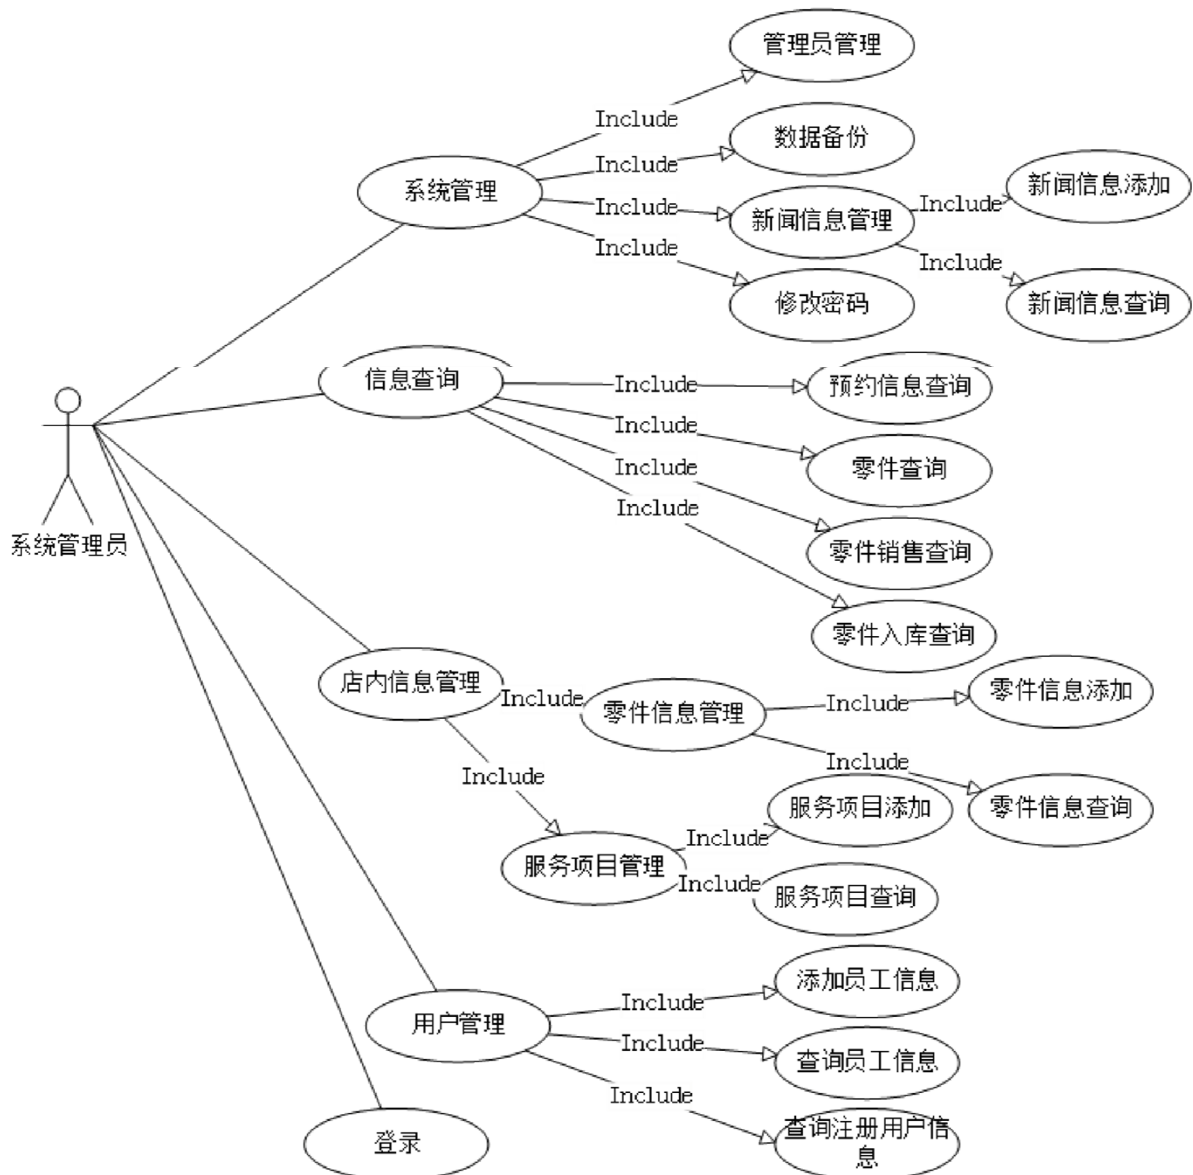 管理员管理
Include
数据备份
Include
系统管理
新闻信息添加
Include
新闻信息管理
Include
Include
修改密码
Include
新闻信息查询
信息查询
Include
预约信息查询
Include
零件查询
Include
Include
零件销售查询
系统管理员
零件入库查询
店内信息管理
Include
零件信息管理
Include
零件信息添加
Include
零件信息查询
Include
服务项目添加
Include
服务项目管理
Include
服务项目查询
添加员工信息
Include
用户管理
Include
查询员工信息
Include
登录
查询注册用户信
息